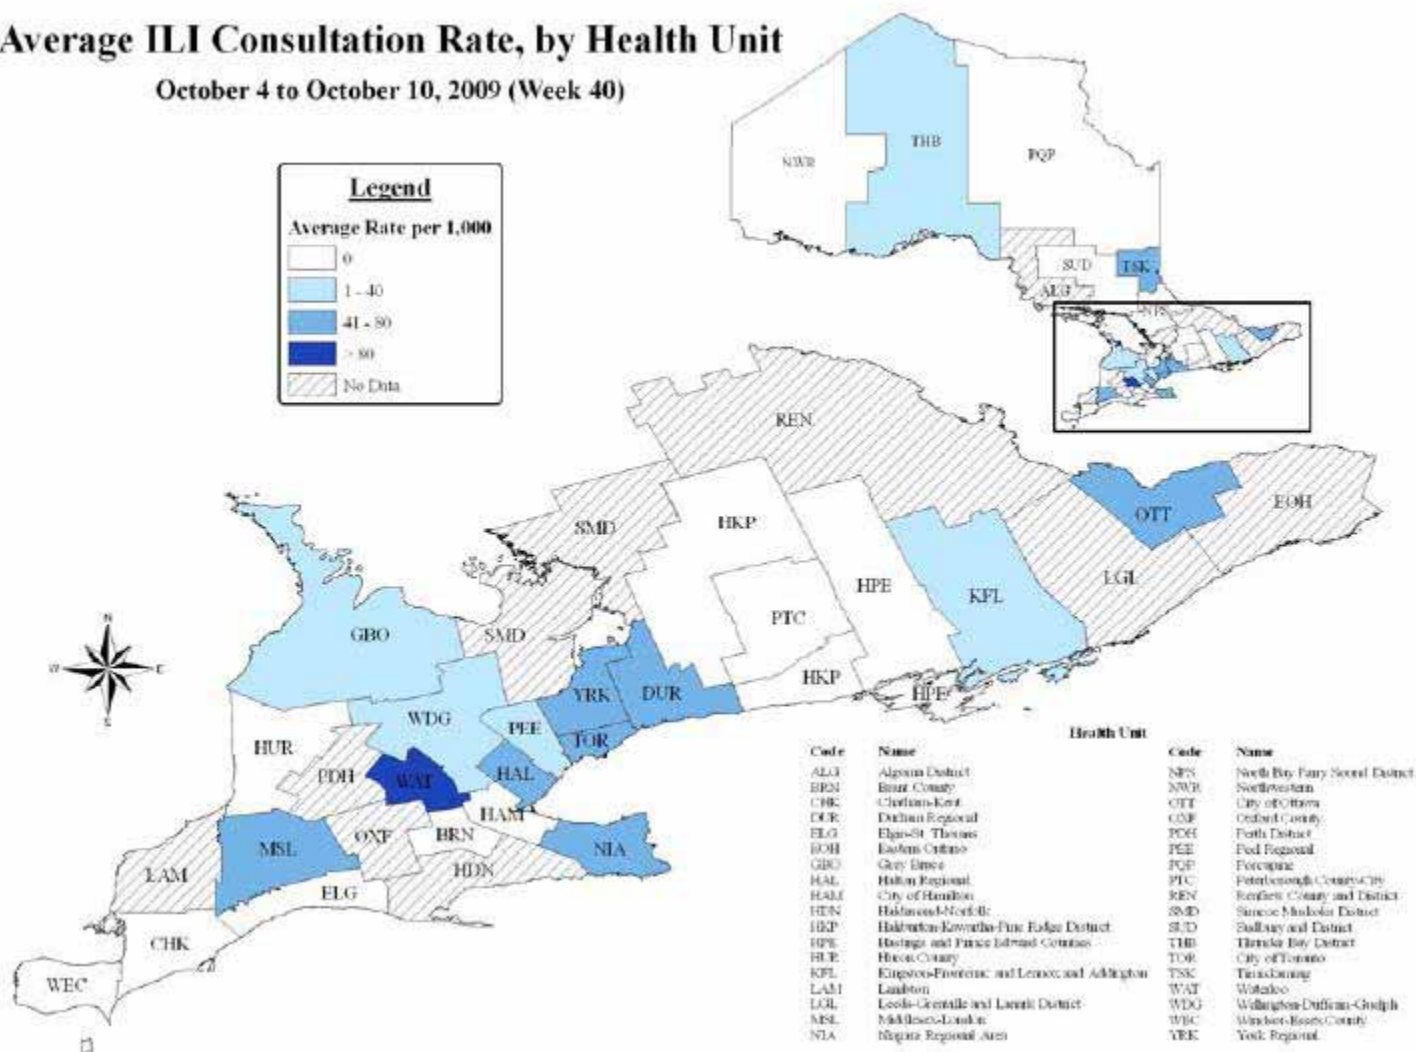 Average ILI Consultation Rate, by Health Unit
October 4 to October 10, 2009 (Week 40)
Legend
Average Rate per 1,000
0
1 - 40
41 - 80
> 80
No Data
NWR
THB
PQP
SUD
TSK
ALG
NPS
REN
SMD
HKP
OTT
EOH
LGL
HPE
KFL
PTC
GBO
SMD
HKP
HPE
YRK
DUR
WDG
PEE
TOR
HUR
PDH
WAT
HAL
HAM
OXF
BRN
MSL
NIA
LAM
HDN
ELG
CHK
WEC
N
W
E
S
Health Unit
Code Name
ALG Algoma District
BRN Brant County
CHK Chatham-Kent
DUR Durham Regional
ELG Elgin-St. Thomas
EOH Eastern Ontario
GBO Grey Bruce
HAL Halton Regional
HAM City of Hamilton
HDN Haldimand-Norfolk
HKP Haliburton-Kawartha-Pine Ridge District
HPE Hastings and Prince Edward Counties
HUR Huron County
KFL Kingston-Frontenac and Lennox and Addington
LAM Lambton
LGL Leeds-Grenville and Lanark District
MSL Middlesex-London
NIA Niagara Regional Area
Code Name
NPS North Bay Parry Sound District
NWR Northwestern
OTT City of Ottawa
OXF Oxford County
PDH Perth District
PEE Peel Regional
PQP Porcupine
PTC Peterborough County-City
REN Renfrew County and District
SMD Simcoe Muskoka District
SUD Sudbury and District
THB Thunder Bay District
TOR City of Toronto
TSK Timiskaming
WAT Waterloo
WDG Wellington-Dufferin-Guelph
WEC Windsor-Essex County
YRK York Regional